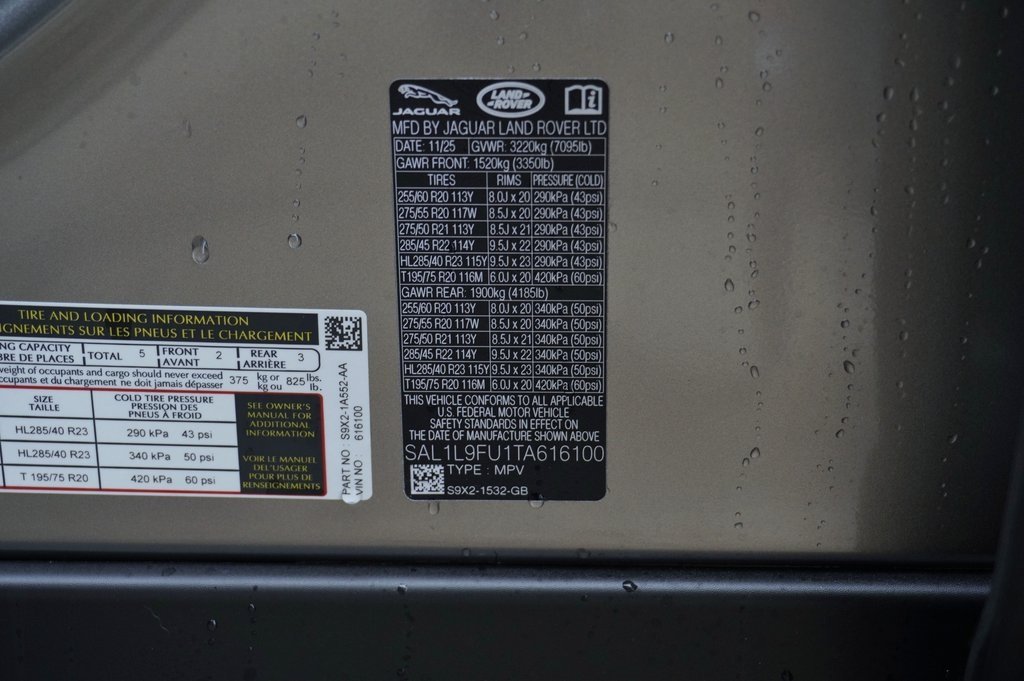 JAGUAR LAND ROVER i
MFD BY JAGUAR LAND ROVER LTD
DATE: 11/25 GVWR: 3220kg (7095lb)
GAWR FRONT: 1520kg (3350lb)
TIRES RIMS PRESSURE (COLD)
255/60 R20 113Y 8.0J x 20 290kPa (43psi)
275/55 R20 117W 8.5J x 20 290kPa (43psi)
275/50 R21 113Y 8.5J x 21 290kPa (43psi)
285/45 R22 114Y 9.5J x 22 290kPa (43psi)
HL285/40 R23 115Y 9.5J x 23 290kPa (43psi)
T195/75 R20 116M 6.0J x 20 420kPa (60psi)
GAWR REAR: 1900kg (4185lb)
255/60 R20 113Y 8.0J x 20 340kPa (50psi)
275/55 R20 117W 8.5J x 20 340kPa (50psi)
275/50 R21 113Y 8.5J x 21 340kPa (50psi)
285/45 R22 114Y 9.5J x 22 340kPa (50psi)
HL285/40 R23 115Y 9.5J x 23 340kPa (50psi)
T195/75 R20 116M 6.0J x 20 420kPa (60psi)
THIS VEHICLE CONFORMS TO ALL APPLICABLE
U.S. FEDERAL MOTOR VEHICLE
SAFETY STANDARDS IN EFFECT ON
THE DATE OF MANUFACTURE SHOWN ABOVE
SAL1L9FU1TA616100
TYPE: MPV
S9X2-1532-GB
TIRE AND LOADING INFORMATION
IGNEMENTS SUR LES PNEUS ET LE CHARGEMENT
NG CAPACITY TOTAL 5 FRONT 2 REAR 3
BRE DE PLACES AVANT ARRIÈRE
weight of occupants and cargo should never exceed 375 kg or 825 lbs.
ccupants et du chargement ne doit jamais dépasser kg ou lb.
SIZE COLD TIRE PRESSURE
TAILLE PRESSION DES
PNEUS À FROID
HL285/40 R23 290 kPa 43 psi
HL285/40 R23 340 kPa 50 psi
T 195/75 R20 420 kPa 60 psi
SEE OWNER'S
MANUAL FOR
ADDITIONAL
INFORMATION
VOIR LE MANUEL
DEL'USAGER
POUR PLUS DE
RENSEIGNEMENTS
PART NO: S9X2-1A552-AA
VIN NO: 616100